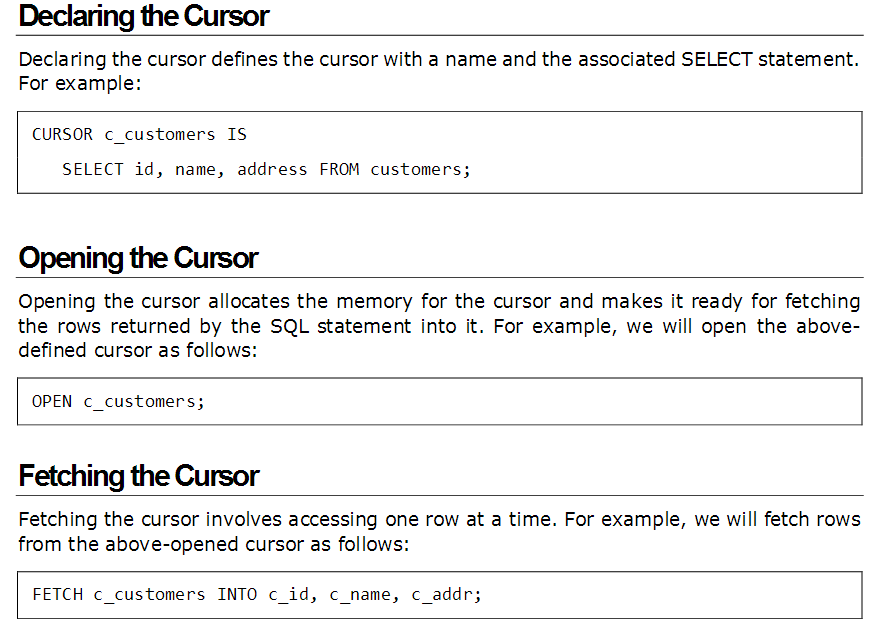 Declaring the Cursor
Declaring the cursor defines the cursor with a name and the associated SELECT statement.
For example:
CURSOR c_customers IS
SELECT id, name, address FROM customers;
Opening the Cursor
Opening the cursor allocates the memory for the cursor and makes it ready for fetching
the rows returned by the SQL statement into it. For example, we will open the above-
defined cursor as follows:
OPEN c_customers;
Fetching the Cursor
Fetching the cursor involves accessing one row at a time. For example, we will fetch rows
from the above-opened cursor as follows:
FETCH c_customers INTO c_id, c_name, c_addr;